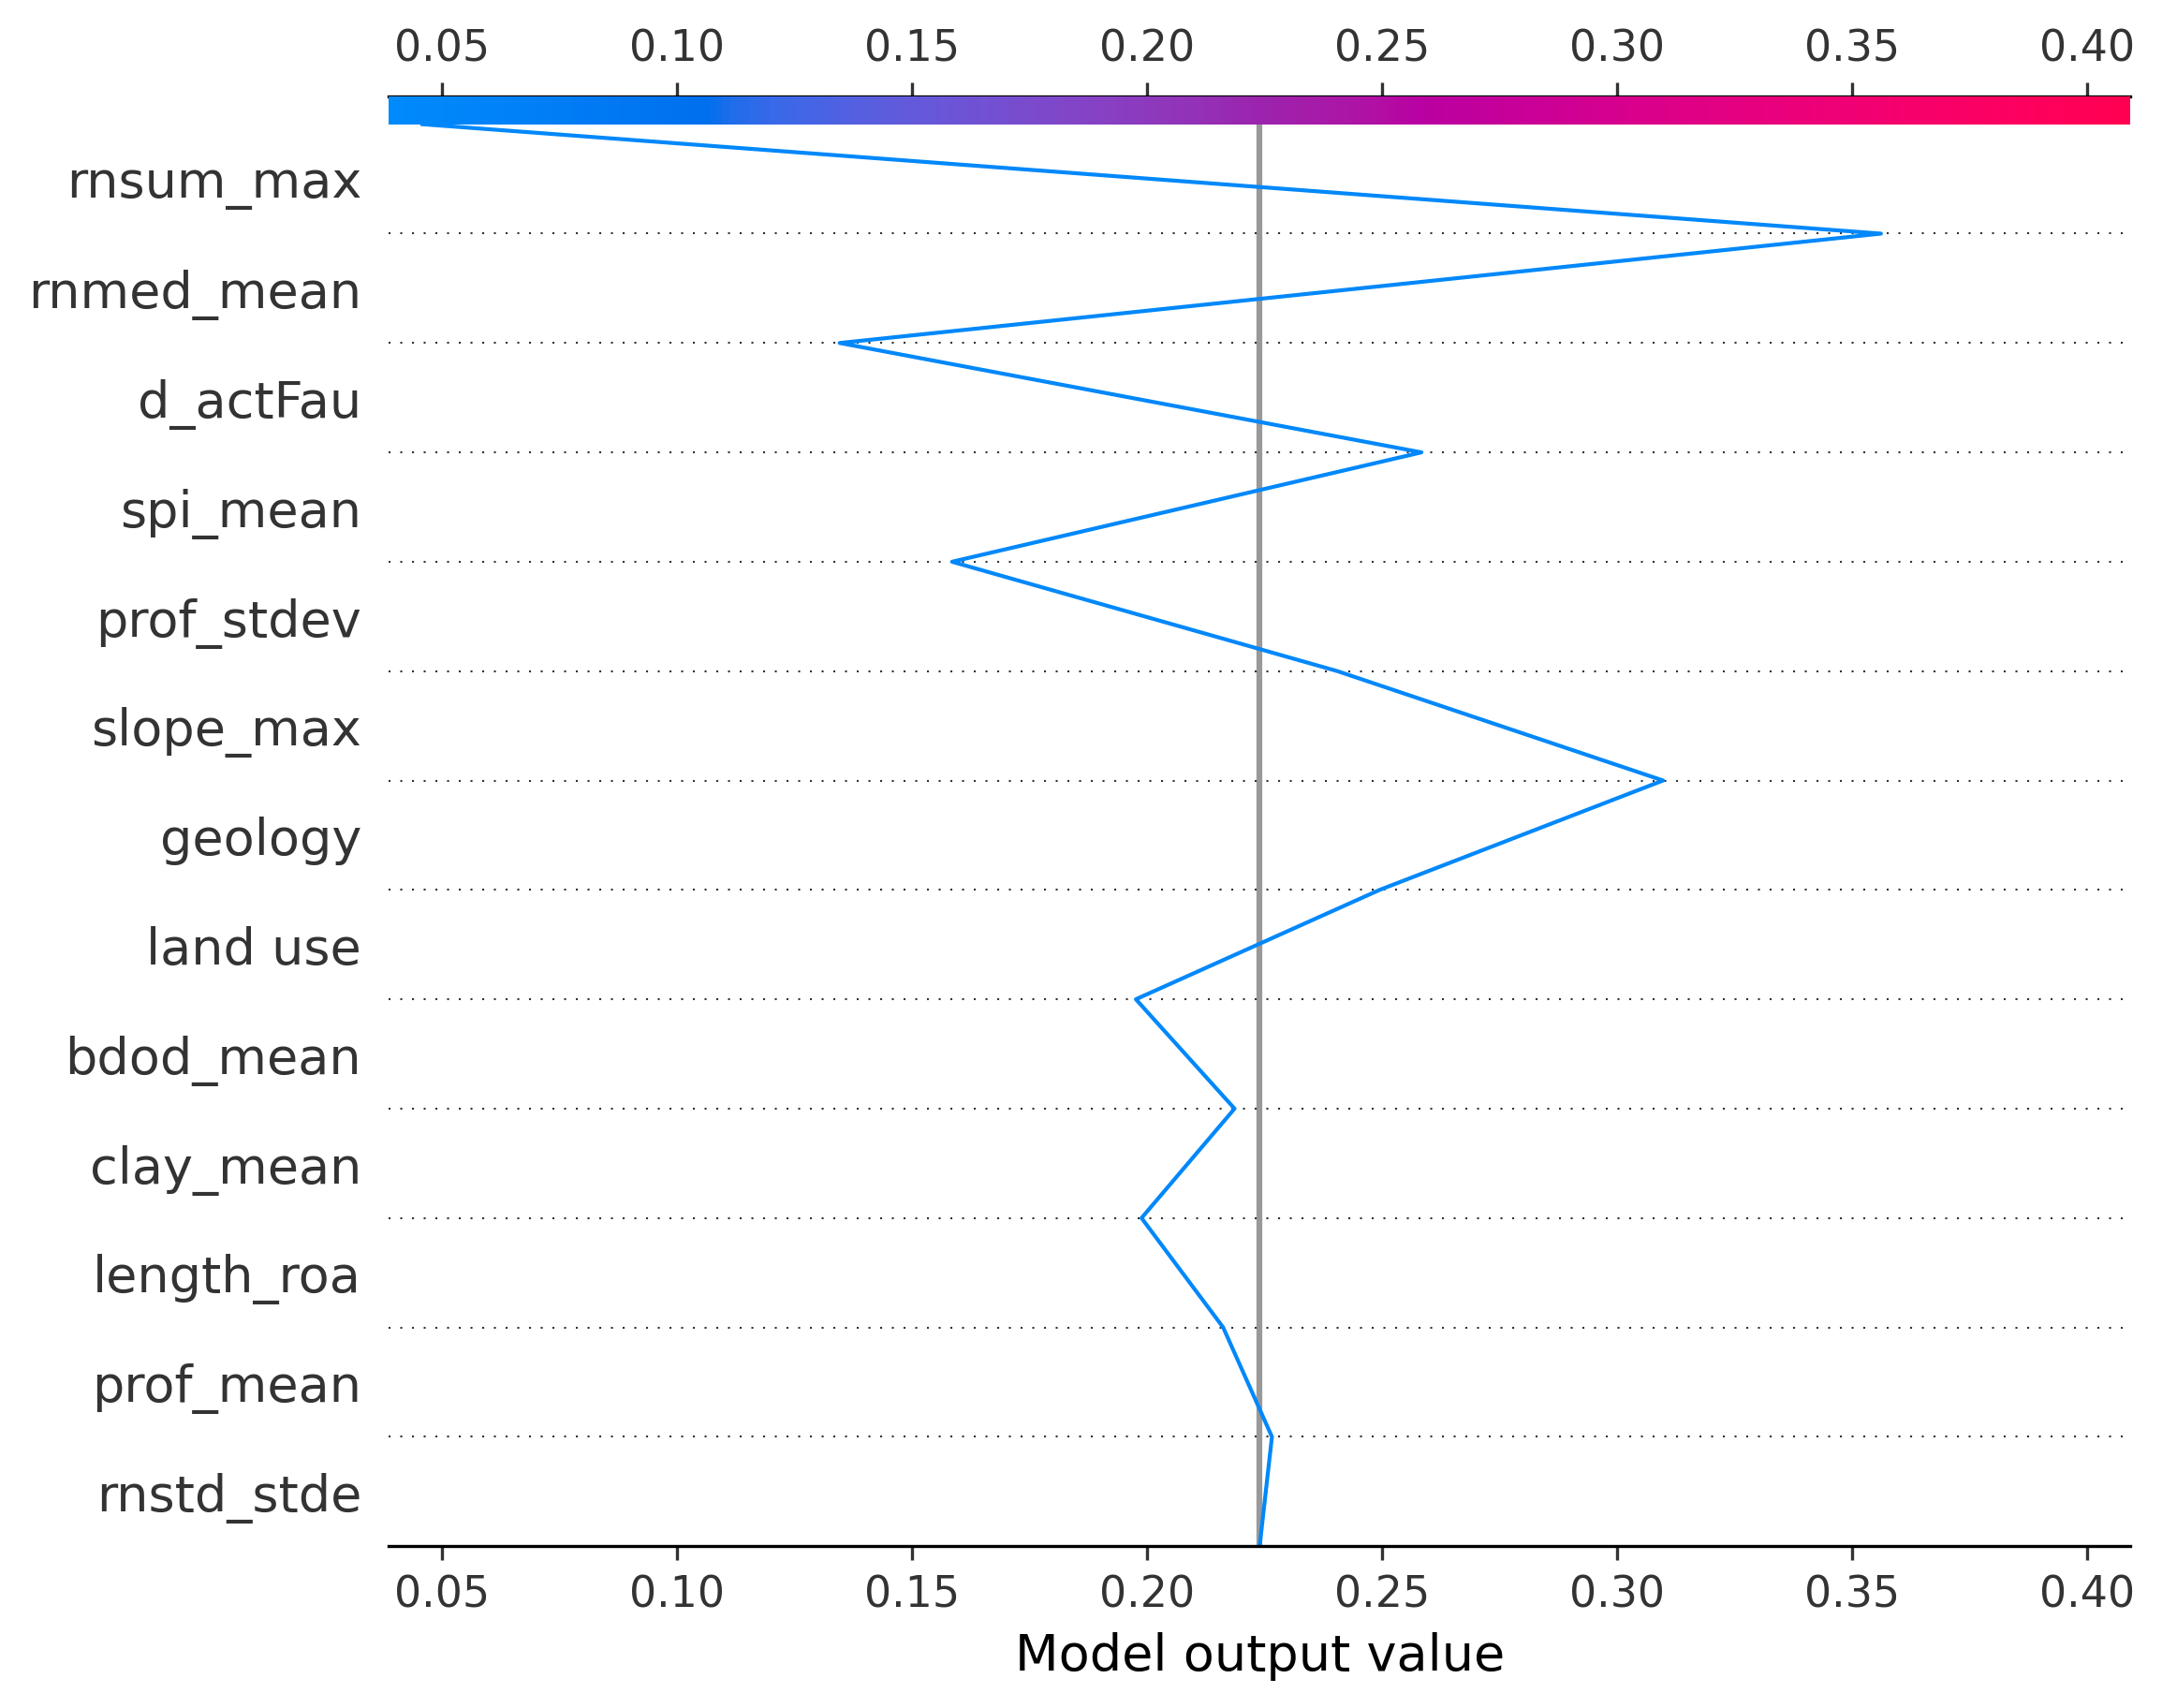 0.05 0.10 0.15 0.20 0.25 0.30 0.35 0.40
rnsum_max
rnmed_mean
d_actFau
spi_mean
prof_stdev
slope_max
geology
land use
bdod_mean
clay_mean
length_roa
prof_mean
rnstd_stde
0.05 0.10 0.15 0.20 0.25 0.30 0.35 0.40
Model output value